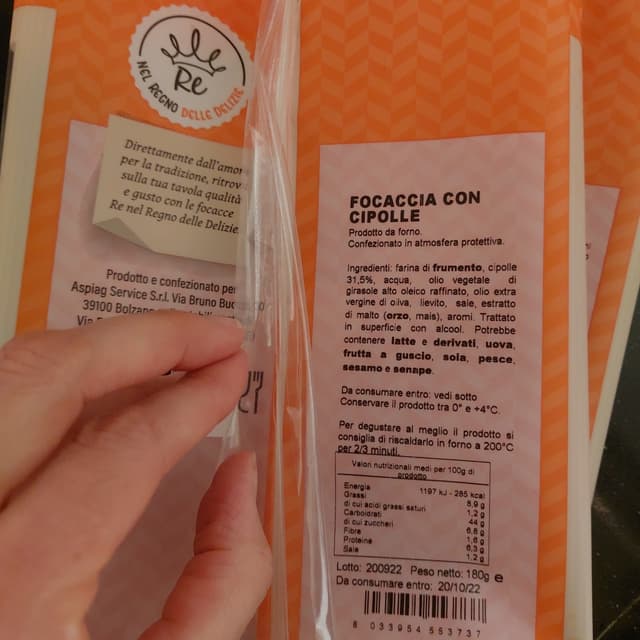 Re
NEL REGNO DELLE DELIZIE
Direttamente dall'amore
per la tradizione, ritrova
sulla tua tavola qualità
e gusto con le focacce
Re nel Regno delle Delizie.
Prodotto e confezionato per
Aspiag Service S.r.l. Via Bruno
39100 Bolzano
Via
FOCACCIA CON
CIPOLLE
Prodotto da forno.
Confezionato in atmosfera protettiva.
Ingredienti: farina di frumento, cipolle
31,5%, acqua, olio vegetale di
girasole alto oleico raffinato, olio extra
vergine di oliva, lievito, sale, estratto
di malto (orzo, mais), aromi. Trattato
in superficie con alcool. Potrebbe
contenere latte e derivati, uova,
frutta a guscio, soia, pesce,
sesamo e senape.
Da consumare entro: vedi sotto
Conservare il prodotto tra 0° e +4°C.
Per degustare al meglio il prodotto si
consiglia di riscaldarlo in forno a 200°C
per 2/3 minuti.
Valori nutrizionali medi per 100g di
prodotto
Energia 1197 kJ - 285 kcal
Grassi 8,9 g
di cui acidi grassi saturi 1,2 g
Carboidrati 44 g
di cui zuccheri 6,8 g
Fibre 1,6 g
Proteine 6,3 g
Sale 1,2 g
Lotto: 200922 Peso netto: 180g e
Da consumare entro: 20/10/22
8 033954 553737